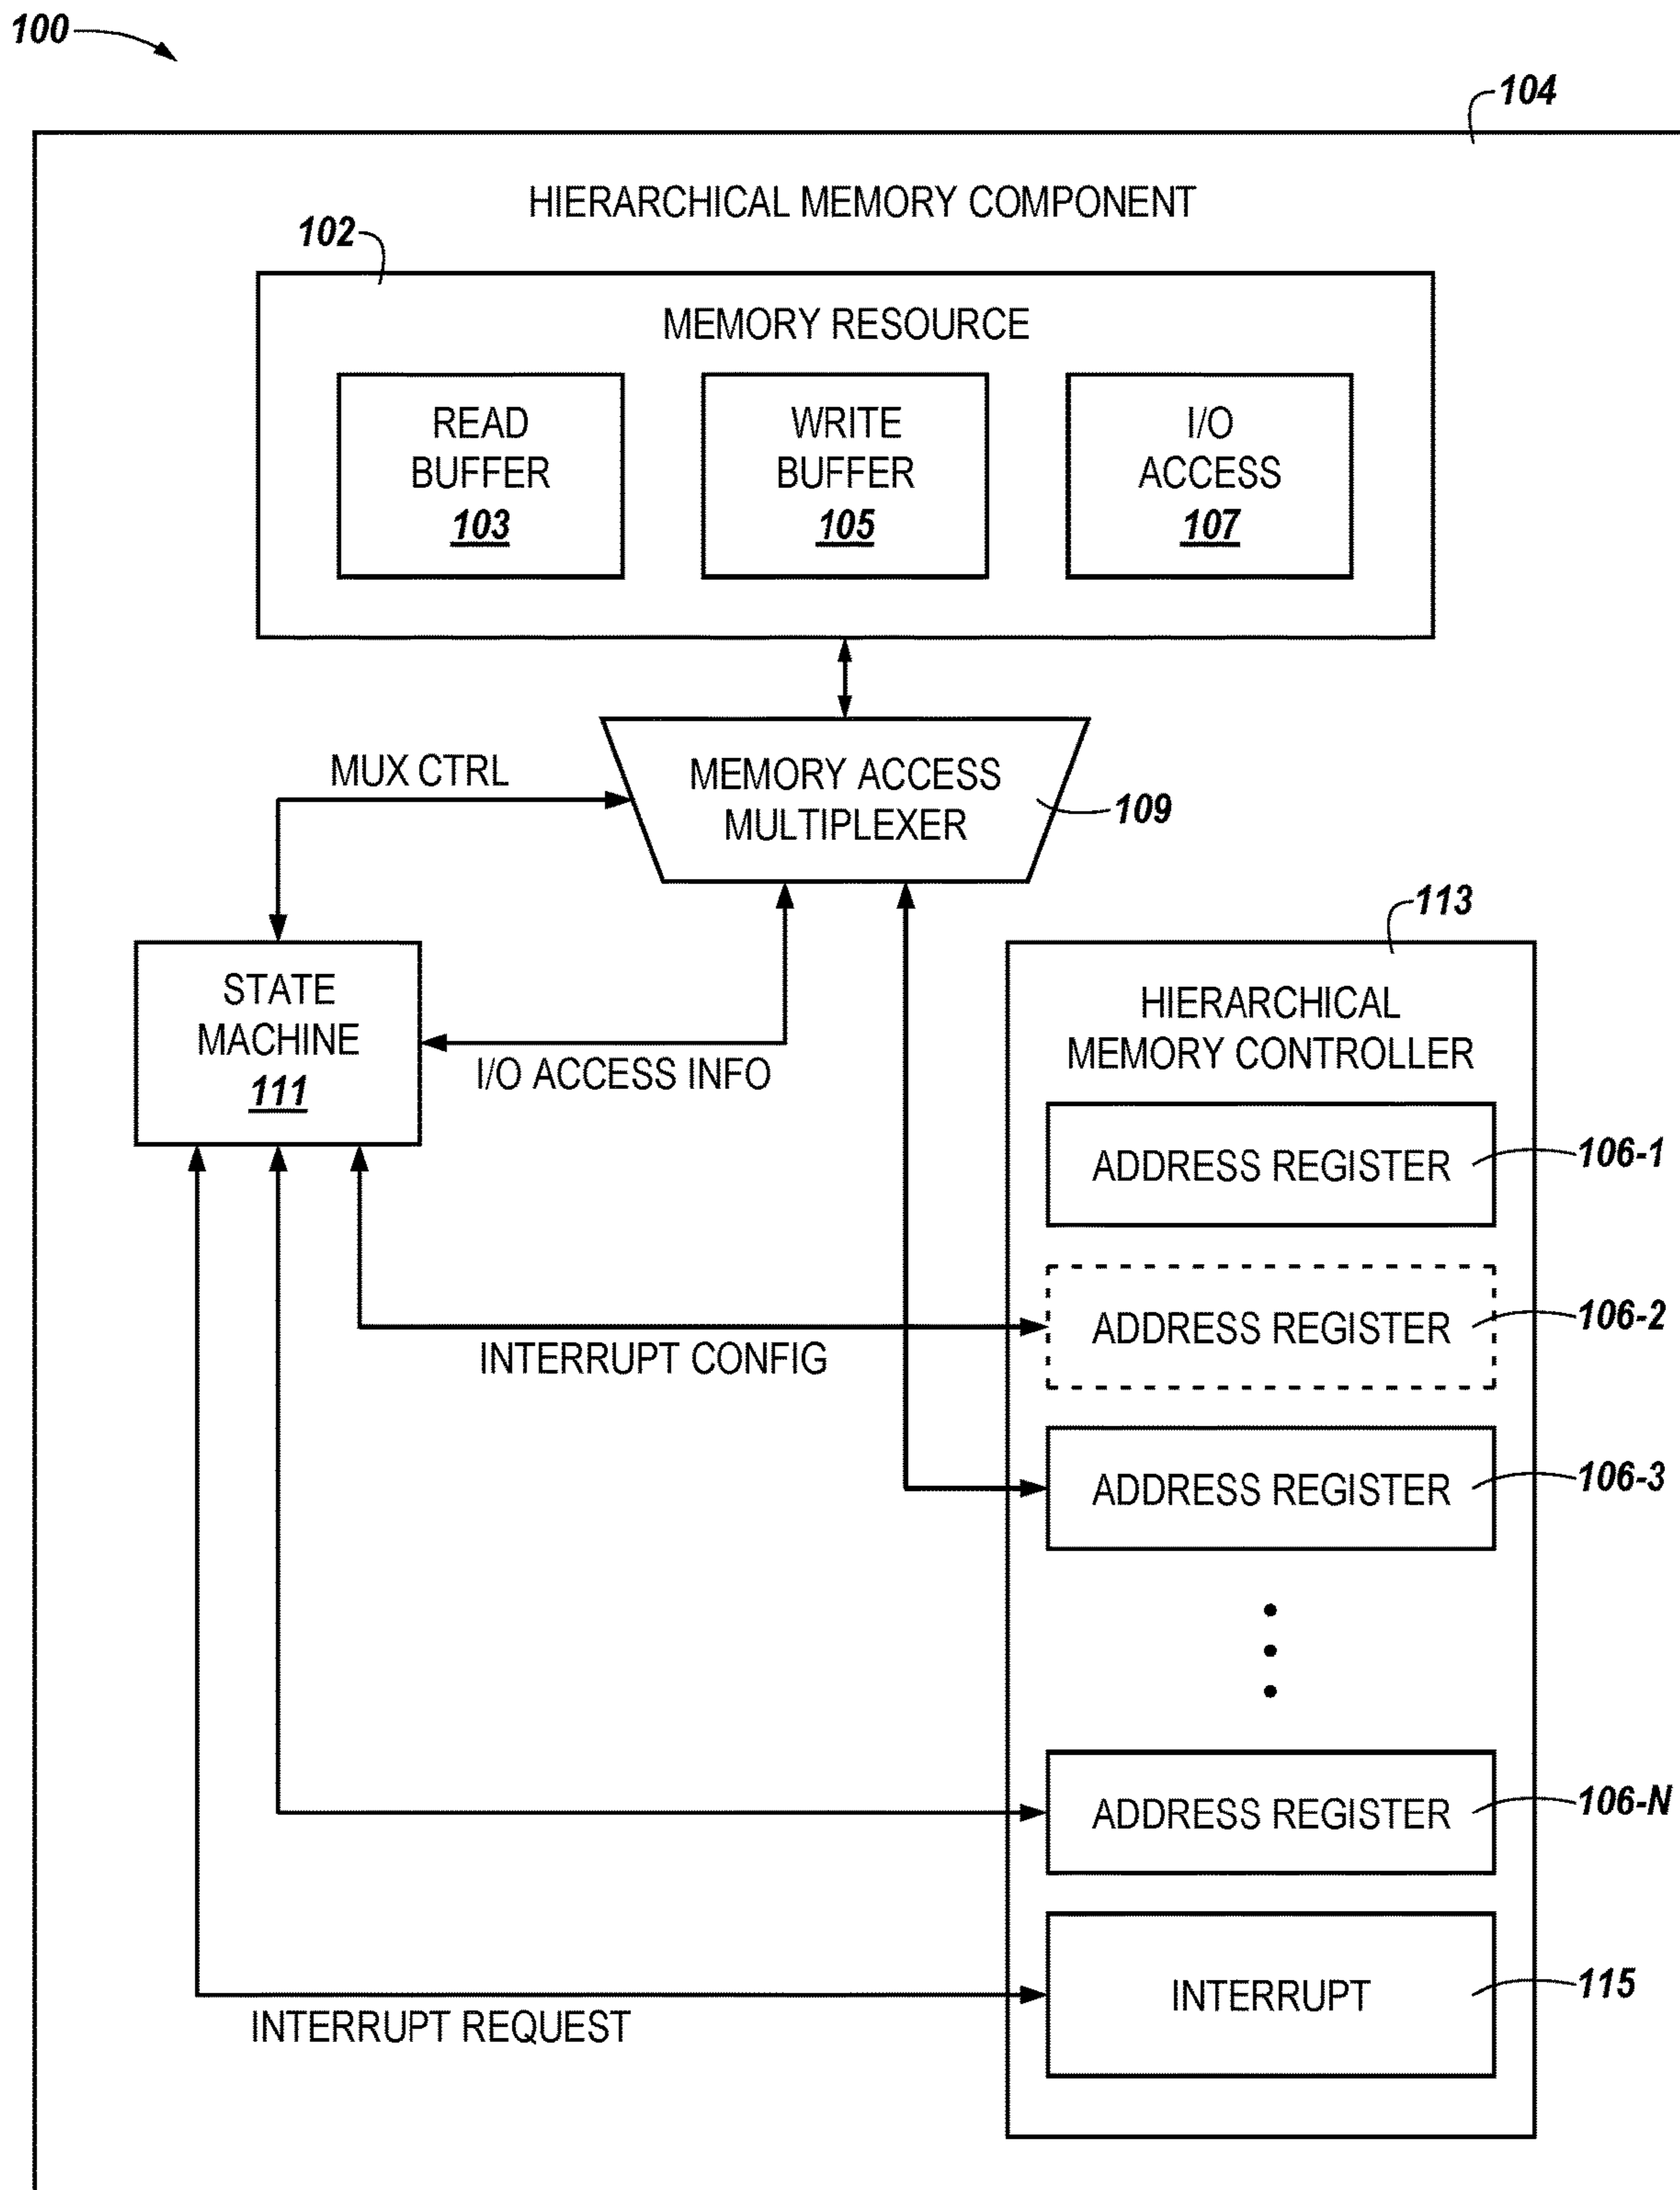 100
104
HIERARCHICAL MEMORY COMPONENT
102
MEMORY RESOURCE
READ
BUFFER
103
WRITE
BUFFER
105
I/O
ACCESS
107
MUX CTRL
MEMORY ACCESS
MULTIPLEXER
109
113
STATE
MACHINE
111
I/O ACCESS INFO
HIERARCHICAL
MEMORY CONTROLLER
ADDRESS REGISTER
106-1
ADDRESS REGISTER
106-2
INTERRUPT CONFIG
ADDRESS REGISTER
106-3
ADDRESS REGISTER
106-N
INTERRUPT
115
INTERRUPT REQUEST